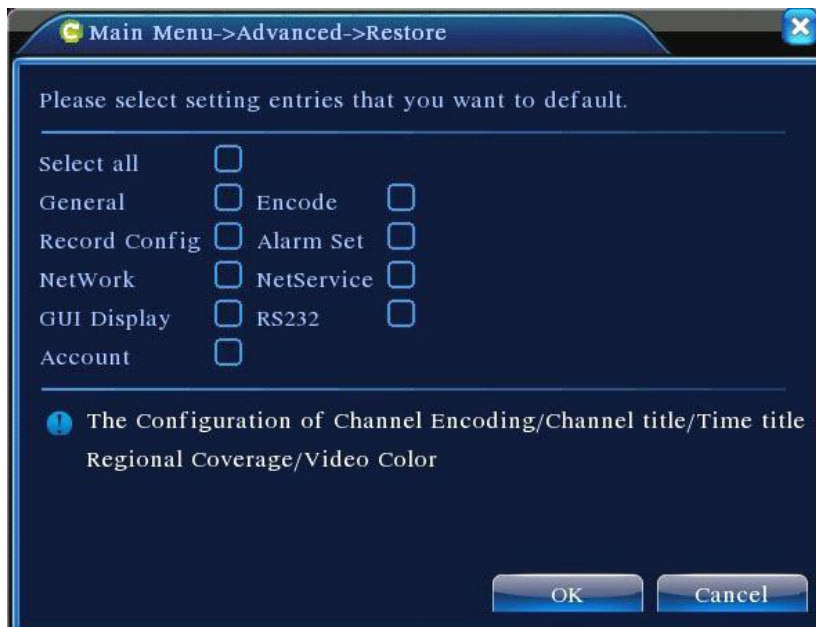 Main Menu->Advanced->Restore
Please select setting entries that you want to default.
Select all
General Encode
Record Config Alarm Set
NetWork NetService
GUI Display RS232
Account
The Configuration of Channel Encoding/Channel title/Time title
Regional Coverage/Video Color
OK Cancel